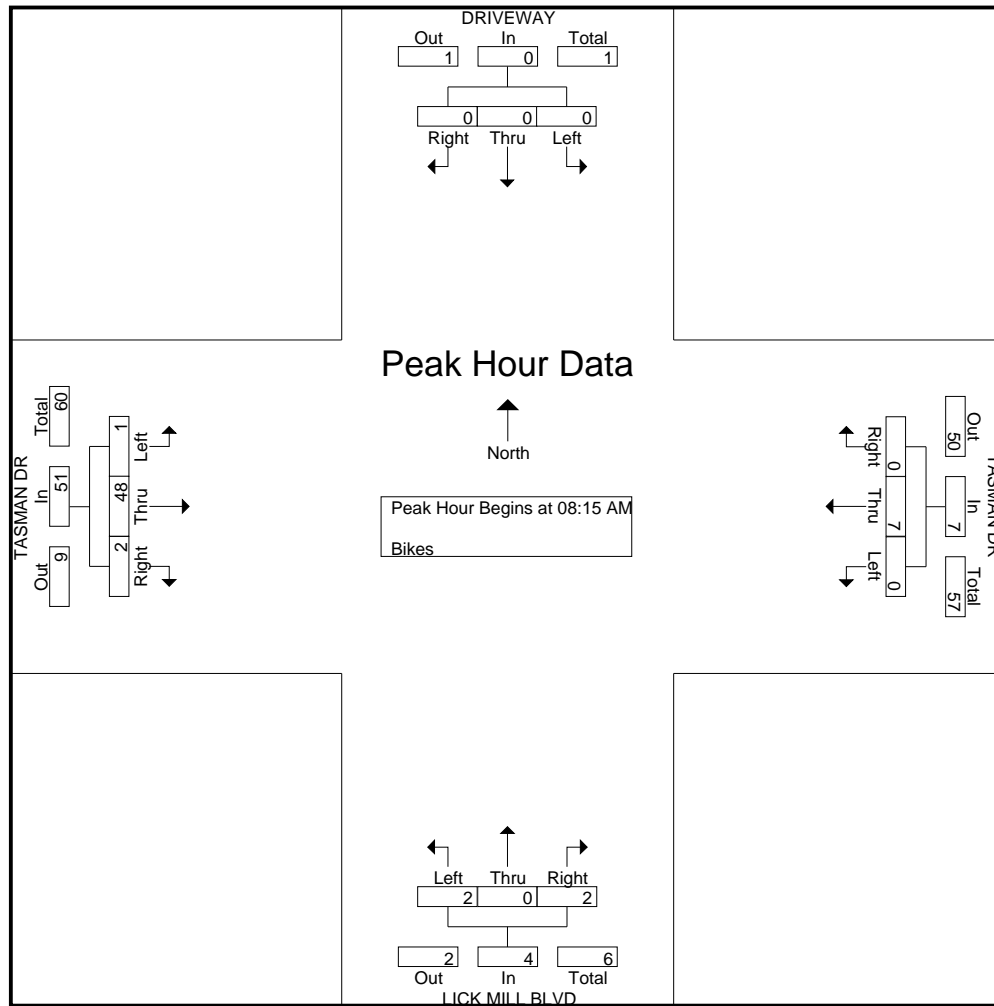 DRIVEWAY
Out In Total
1 0 1
0 0 0
Right Thru Left
Peak Hour Data
North
Peak Hour Begins at 08:15 AM
Bikes
TASMAN DR
Total In Out
60 51 9
1 48 2
Left Thru Right
TASMAN DR
Out In Total
50 7 57
0 7 0
Right Thru Left
Left Thru Right
2 0 2
2 4 6
Out In Total
LICK MILL BLVD